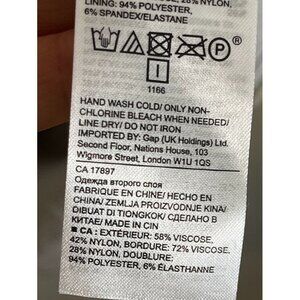 28% NYLON,
LINING: 94% POLYESTER,
6% SPANDEX/ELASTANE
P
I
1166
HAND WASH COLD/ ONLY NON-
CHLORINE BLEACH WHEN NEEDED/
LINE DRY/ DO NOT IRON
IMPORTED BY: Gap (UK Holdings) Ltd.
Second Floor, Nations House, 103
Wigmore Street, London W1U 1QS
CA 17897
Одежда второго слоя
FABRIQUE EN CHINE/ HECHO EN
CHINA/ ZEMLJA PROIZVODNJE KINA/
DIBUAT DI TIONGKOK/ СДЕЛАНО В
КИТАЕ/ MADE IN CIN
CA : EXTÉRIEUR: 58% VISCOSE,
42% NYLON, BORDURE: 72% VISCOSE,
28% NYLON, DOUBLURE:
94% POLYESTER, 6% ÉLASTHANNE